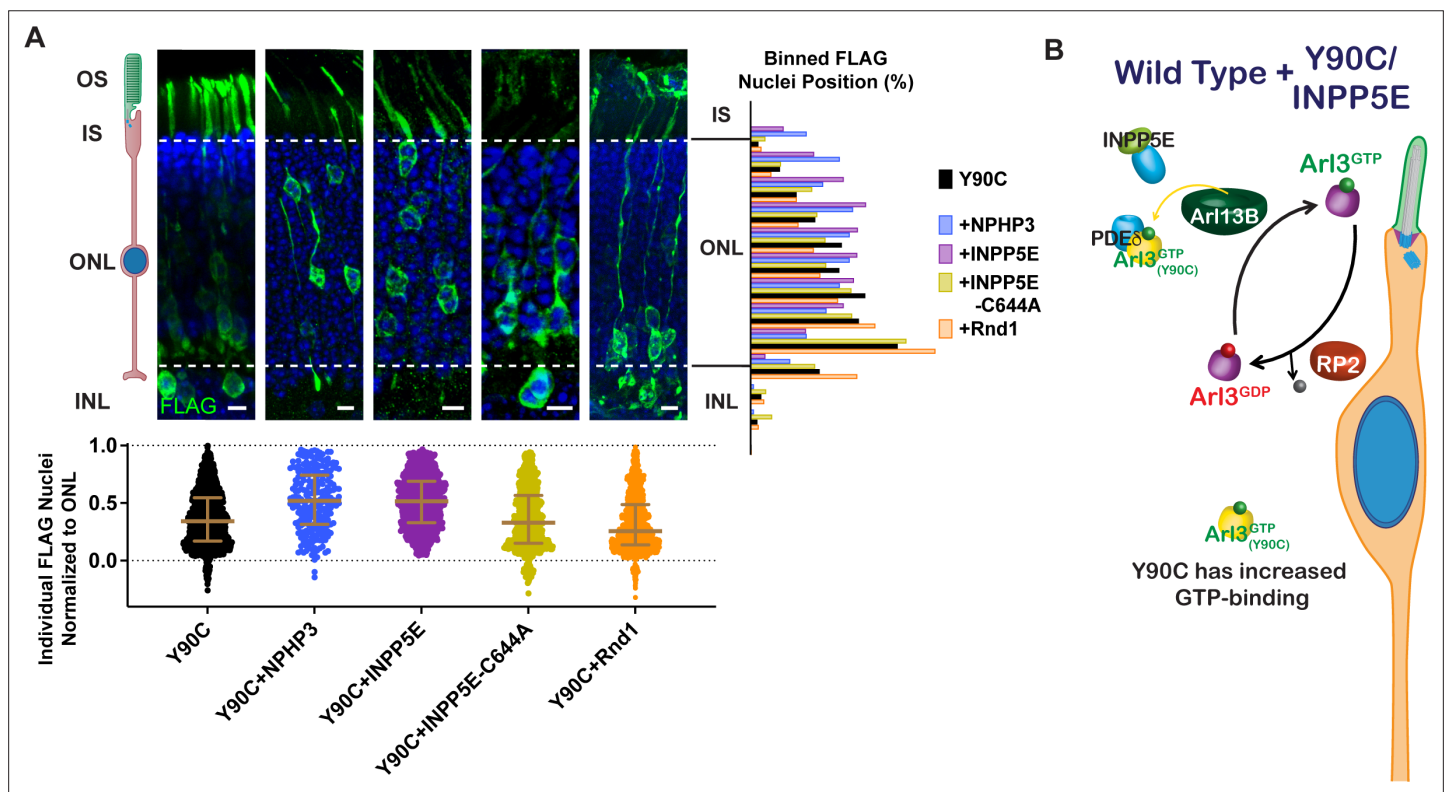 A
OS
IS
ONL
INL
FLAG
Binned FLAG
Nuclei Position (%)
IS
ONL
INL
Y90C
+NPHP3
+INPP5E
+INPP5E
-C644A
+Rnd1
Individual FLAG Nuclei
Normalized to ONL
1.0
0.5
0.0
Y90C
Y90C+NPHP3
Y90C+INPP5E
Y90C+INPP5E-C644A
Y90C+Rnd1
B
Wild Type + Y90C/
INPP5E
INPP5E
Arl3GTP
Arl13B
PDEδ
Arl3GTP
(Y90C)
RP2
Arl3GDP
Arl3GTP
(Y90C)
Y90C has increased
GTP-binding